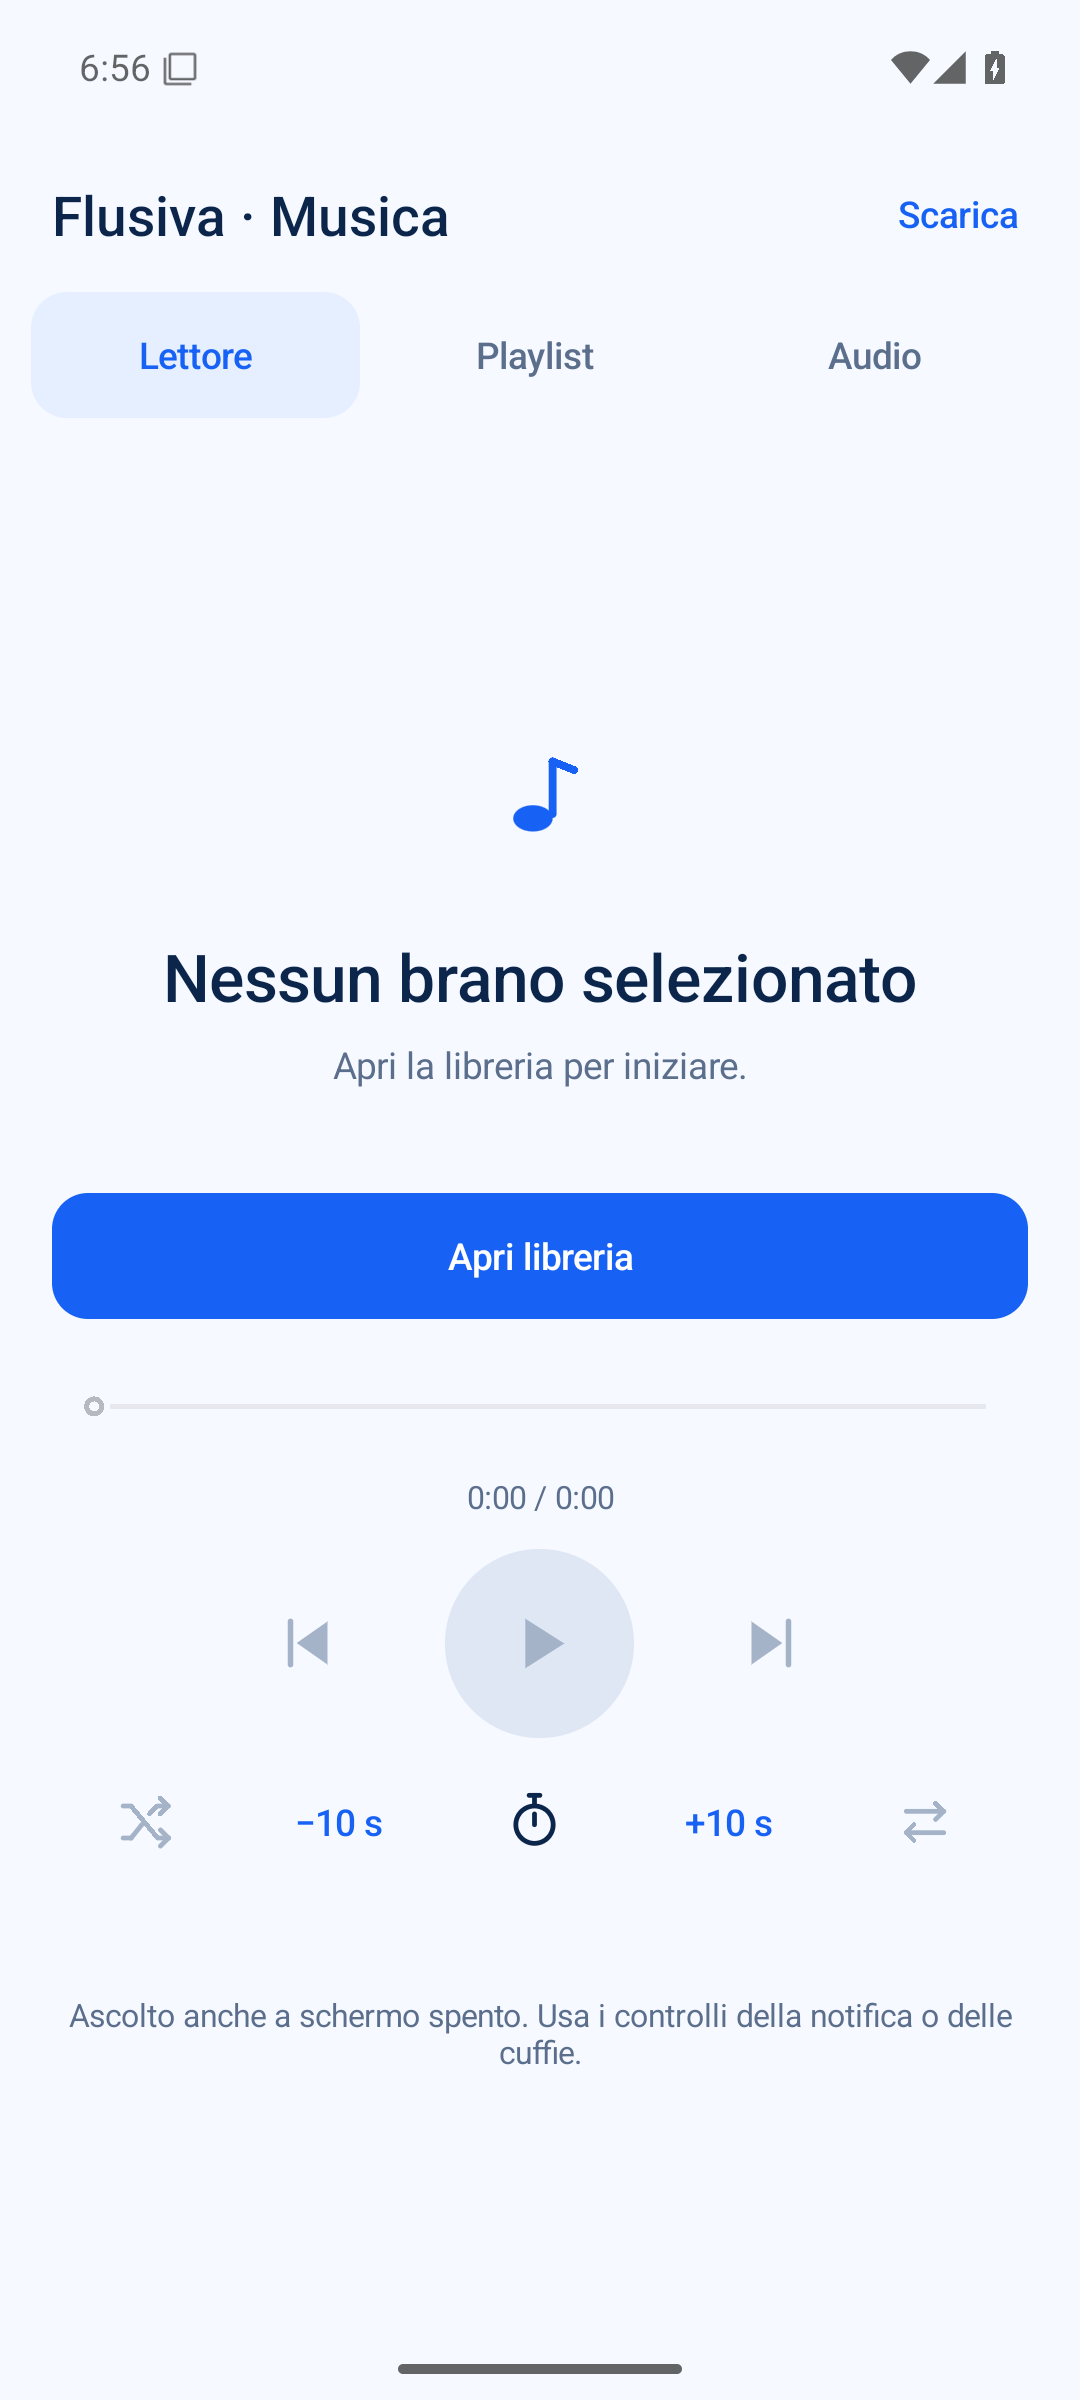 6:56
Flusiva · Musica
Scarica
Lettore
Playlist
Audio
Nessun brano selezionato
Apri la libreria per iniziare.
Apri libreria
0:00 / 0:00
−10 s
+10 s
Ascolto anche a schermo spento. Usa i controlli della notifica o delle
cuffie.